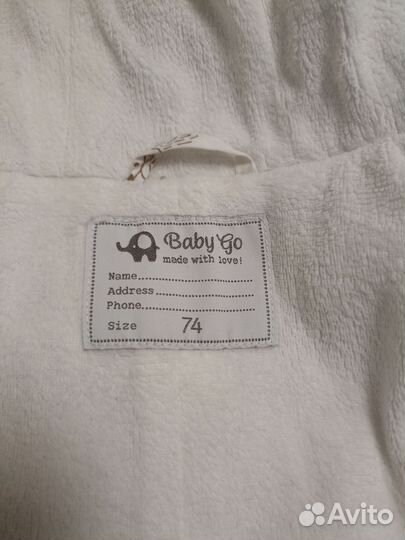 Baby Go
made with love!
Name
Address
Phone
Size 74
Avito